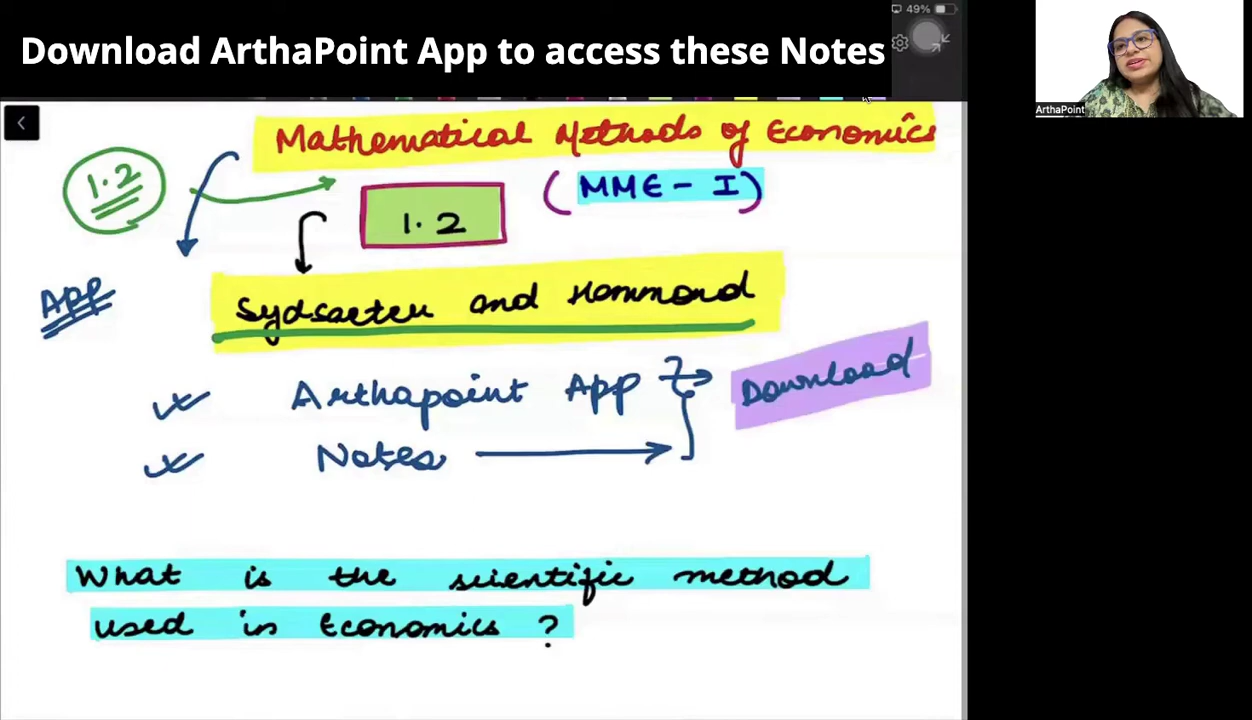 49%
Download ArthaPoint App to access these Notes
ArthaPoint
Mathematical Methods of Economics
1.2
(MME - I)
1.2
App
Sydsaeter and Hammond
Arthapoint App
Download
Notes
What is the scientific method
used in Economics ?